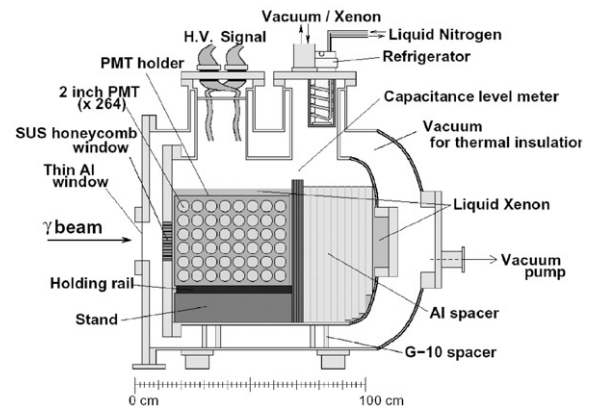 Vacuum / Xenon
H.V. Signal
Liquid Nitrogen
Refrigerator
PMT holder
2 inch PMT
(x 264)
Capacitance level meter
SUS honeycomb
window
Vacuum
for thermal insulation
Thin Al
window
Liquid Xenon
γ beam
Vacuum
pump
Holding rail
Stand
Al spacer
G-10 spacer
0 cm
100 cm